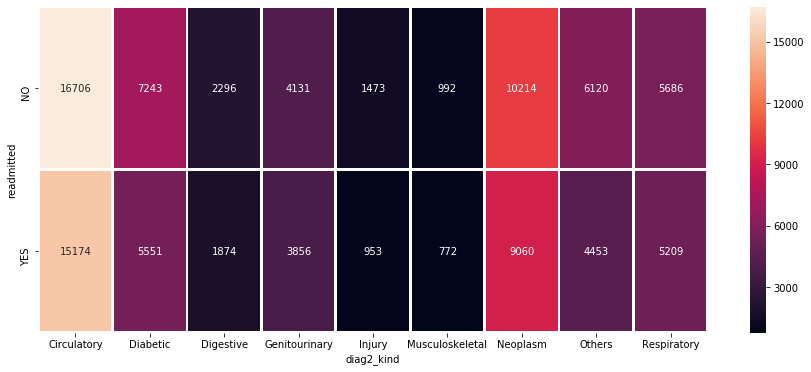 NO
16706 7243 2296 4131 1473 992 10214 6120 5686
readmitted
YES
15174 5551 1874 3856 953 772 9060 4453 5209
Circulatory Diabetic Digestive Genitourinary Injury Musculoskeletal Neoplasm Others Respiratory
diag2_kind
15000
12000
9000
6000
3000